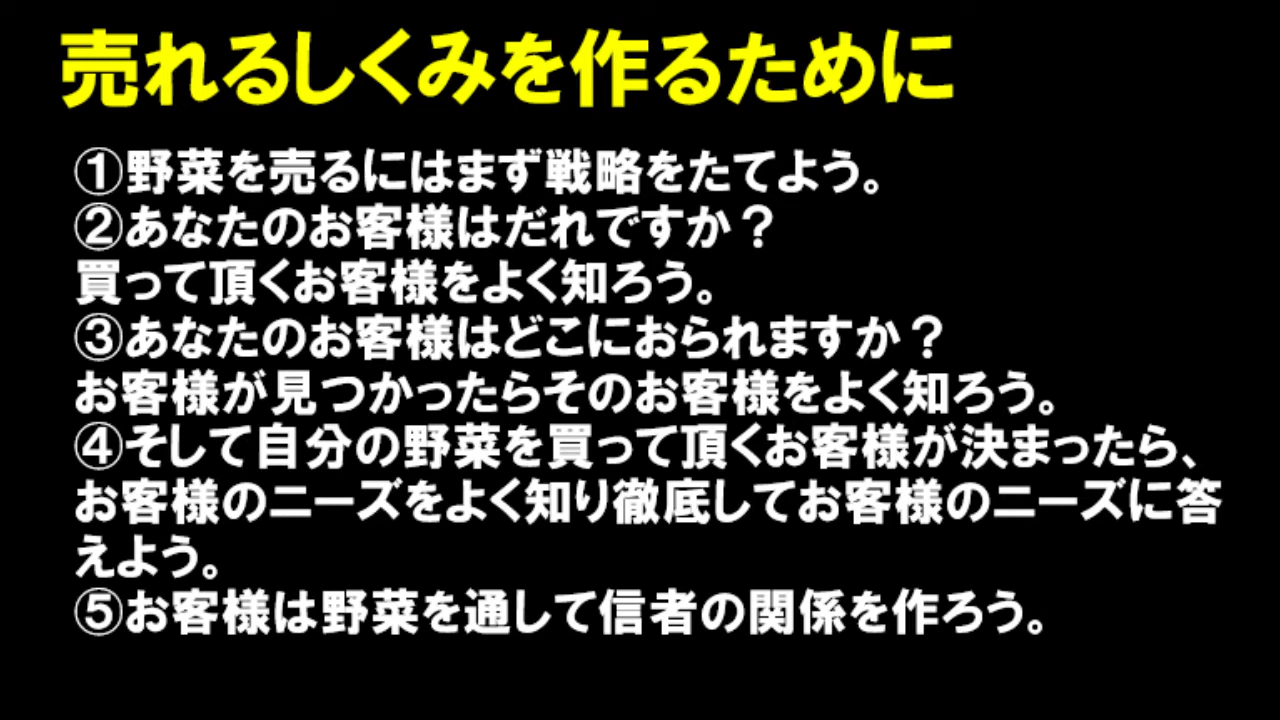 売れるしくみを作るために
①野菜を売るにはまず戦略をたてよう。
②あなたのお客様はだれですか？
買って頂くお客様をよく知ろう。
③あなたのお客様はどこにおられますか？
お客様が見つかったらそのお客様をよく知ろう。
④そして自分の野菜を買って頂くお客様が決まったら、
お客様のニーズをよく知り徹底してお客様のニーズに答
えよう。
⑤お客様は野菜を通して信者の関係を作ろう。